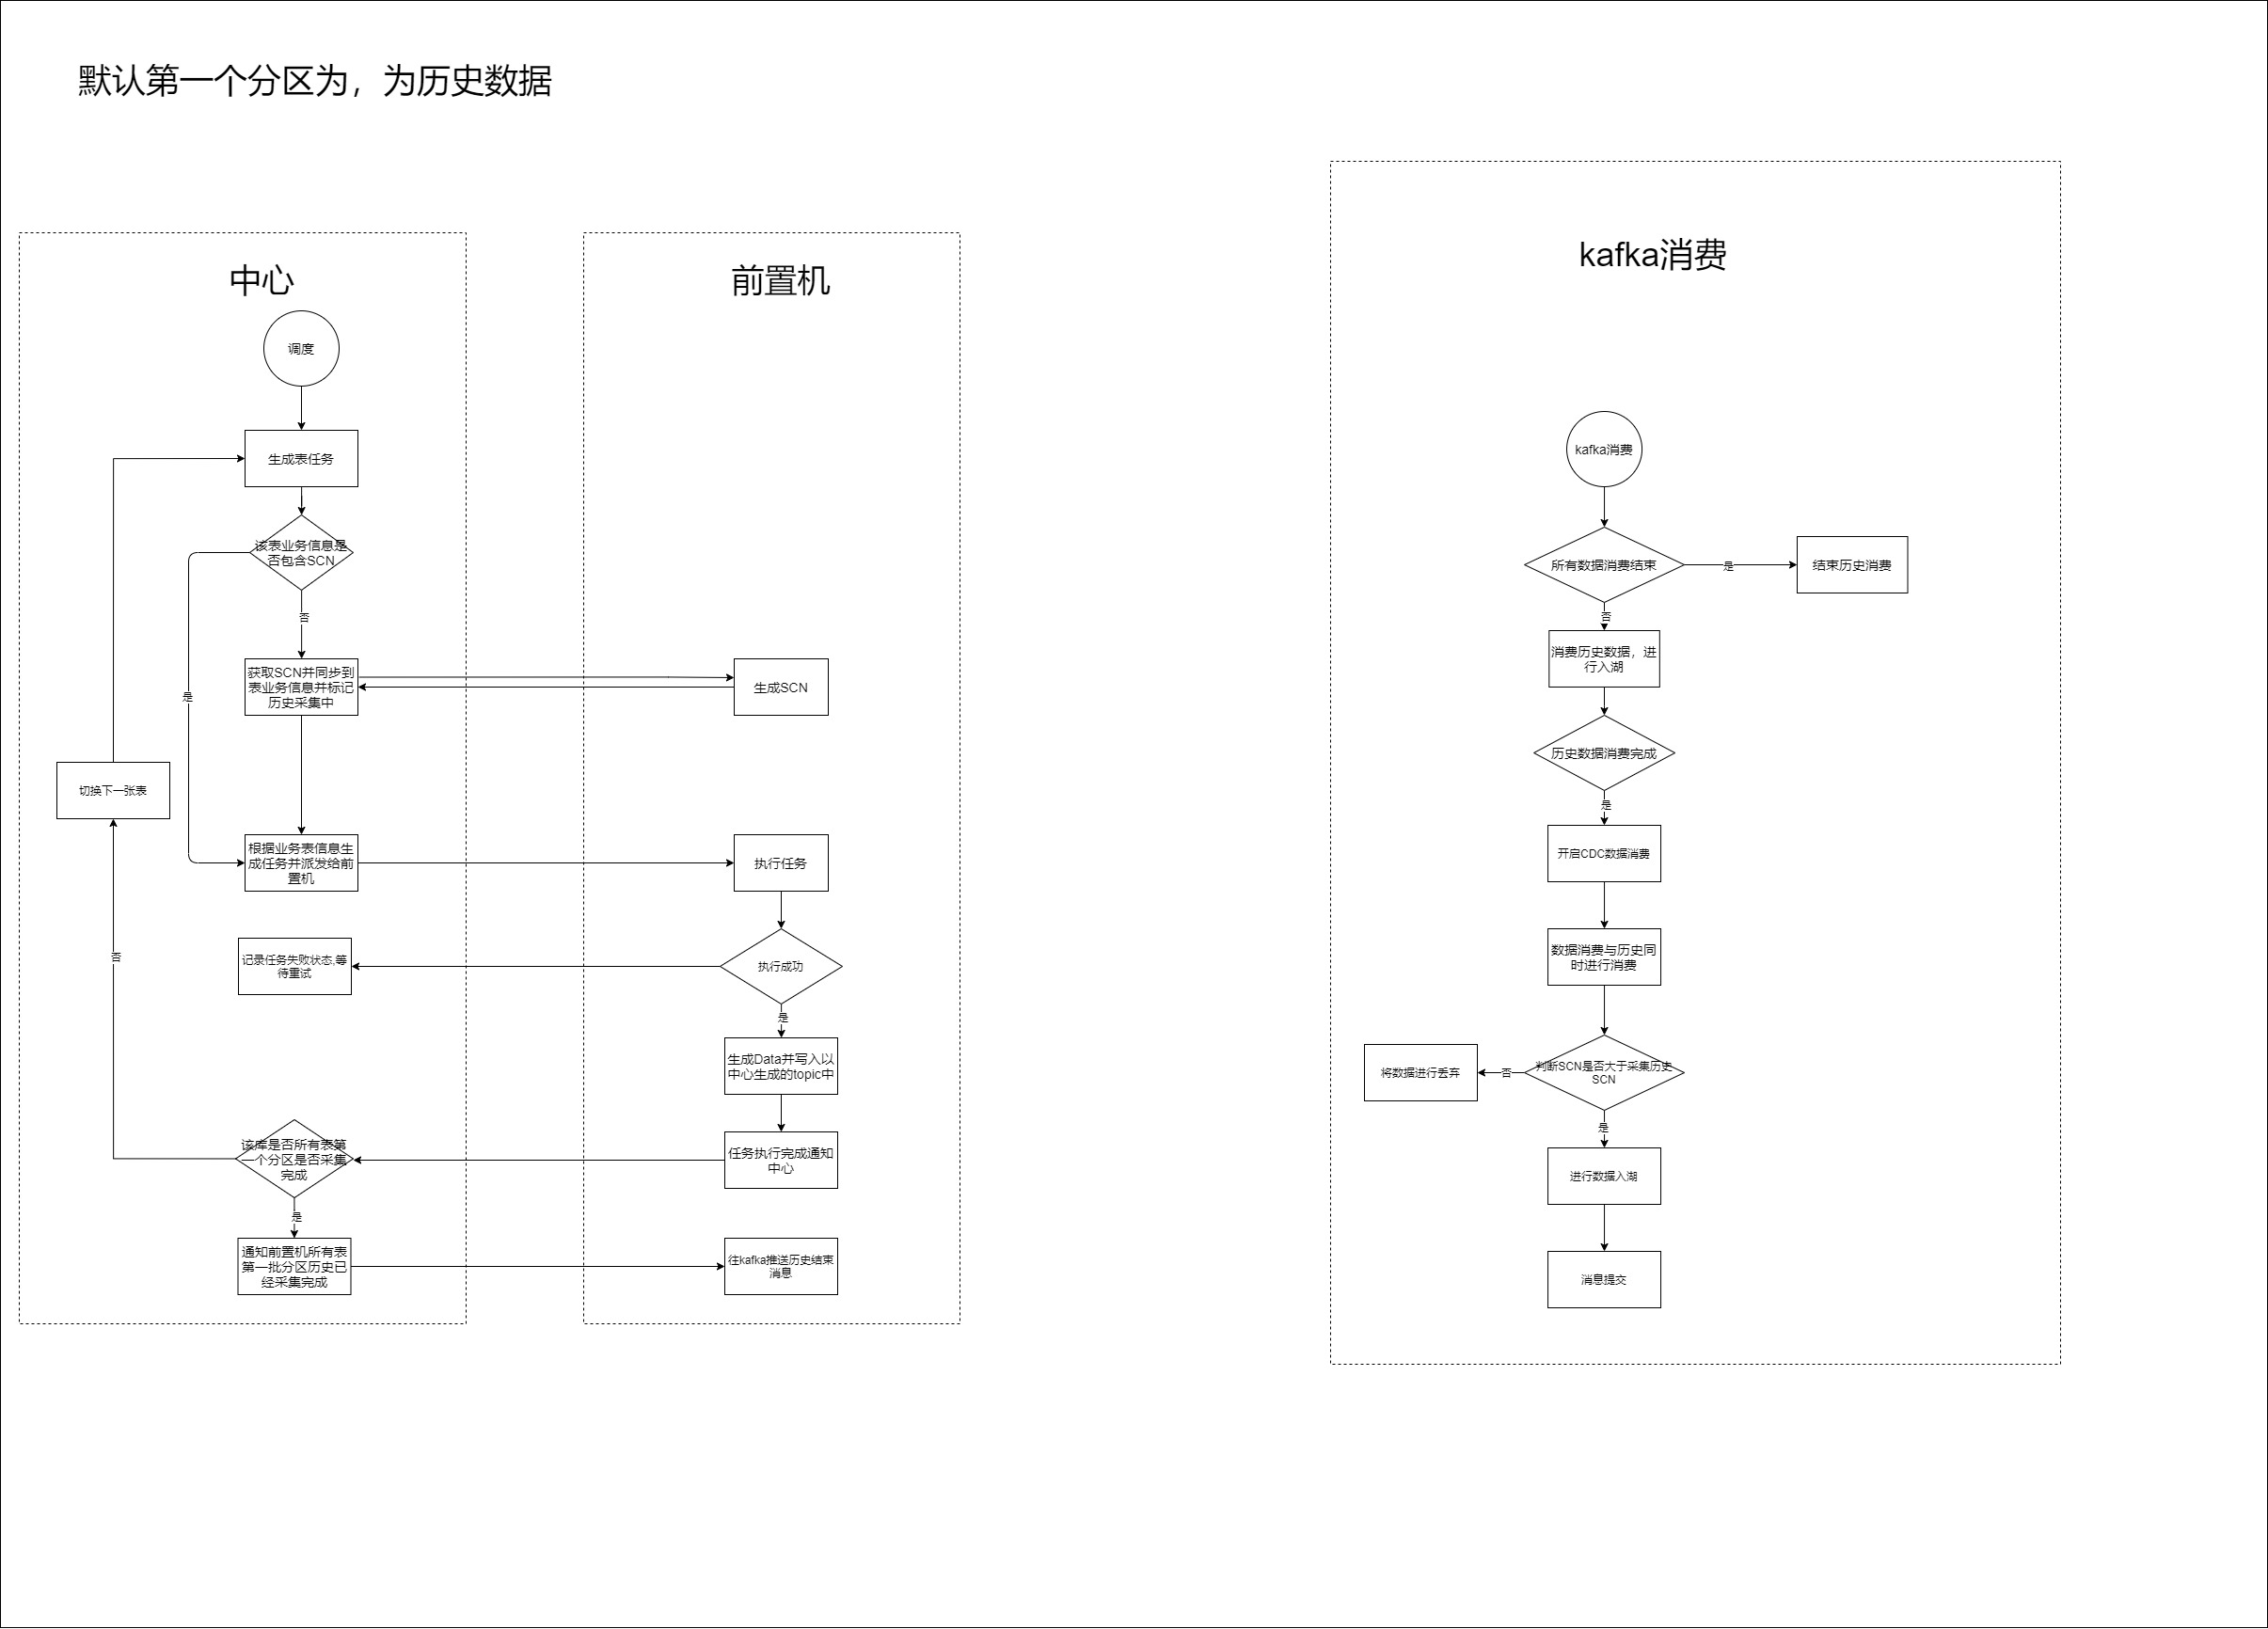 默认第一个分区为，为历史数据
中心
调度
生成表任务
该表业务信息是
否包含SCN
否
是
获取SCN并同步到
表业务信息并标记
历史采集中
切换下一张表
根据业务表信息生
成任务并派发给前
置机
记录任务失败状态,等
待重试
否
该库是否所有表第
一个分区是否采集
完成
是
通知前置机所有表
第一批分区历史已
经采集完成
前置机
生成SCN
执行任务
执行成功
是
生成Data并写入以
中心生成的topic中
任务执行完成通知
中心
往kafka推送历史结束
消息
kafka消费
kafka消费
所有数据消费结束
是
结束历史消费
否
消费历史数据，进
行入湖
历史数据消费完成
是
开启CDC数据消费
数据消费与历史同
时进行消费
判断SCN是否大于采集历史
SCN
否
将数据进行丢弃
是
进行数据入湖
消息提交